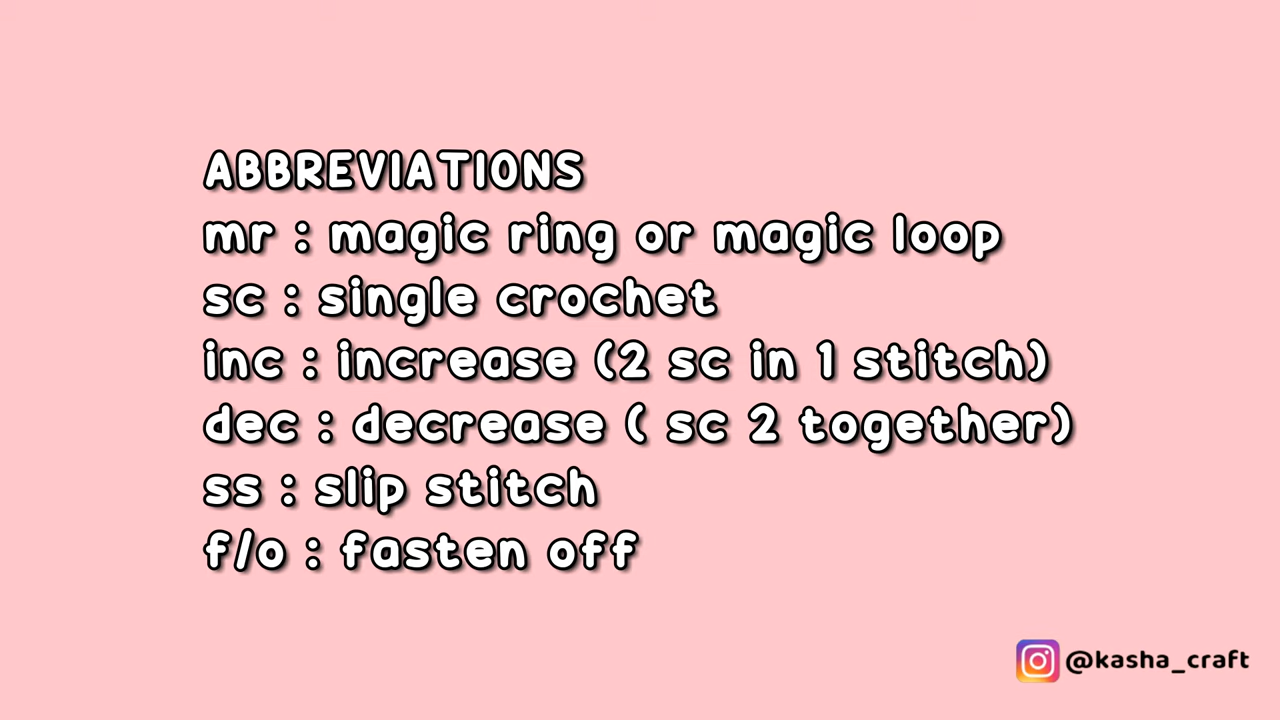 ABBREVIATIONS
mr : magic ring or magic loop
sc : single crochet
inc : increase (2 sc in 1 stitch)
dec : decrease ( sc 2 together)
ss : slip stitch
f/o : fasten off
@kasha_craft